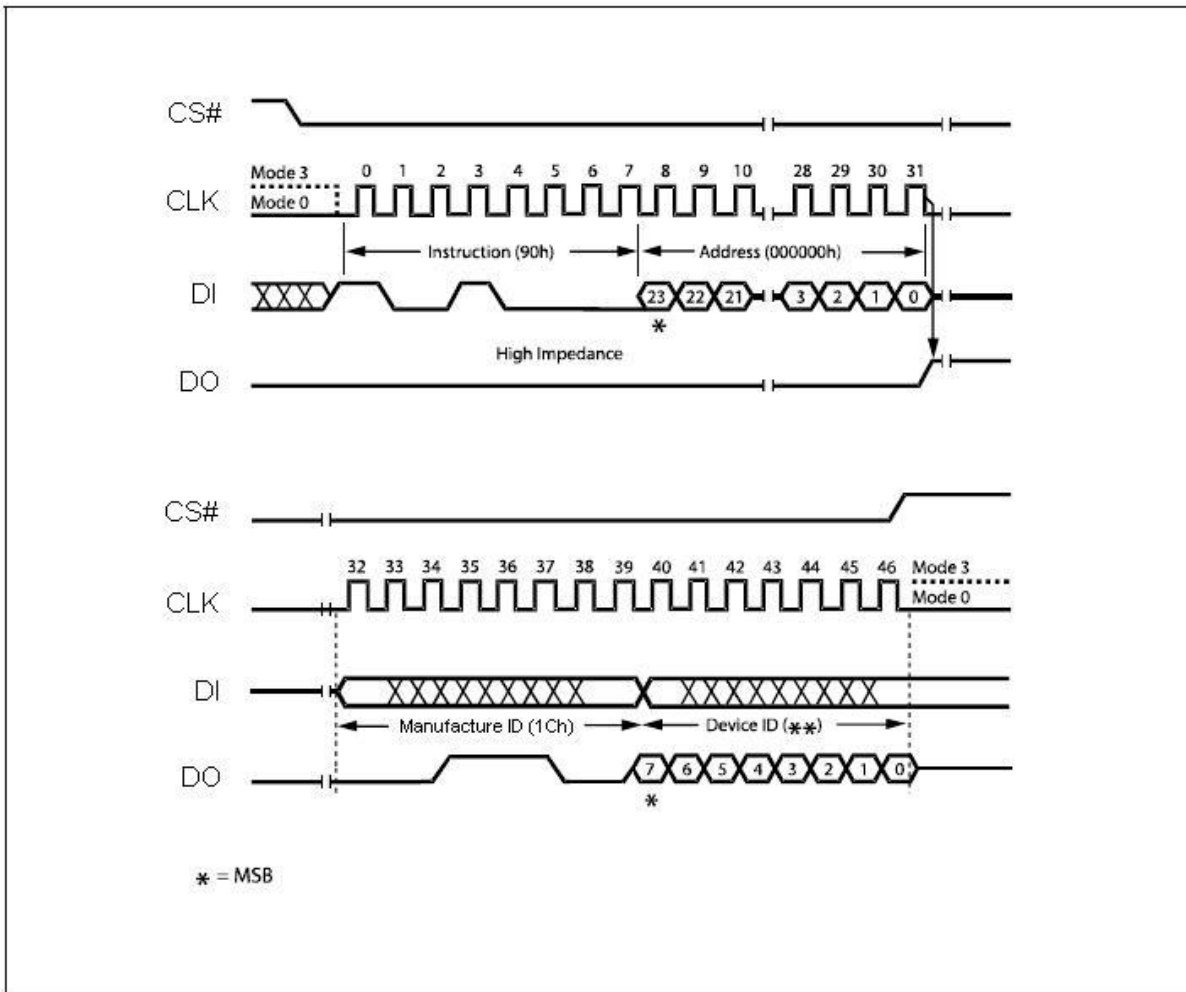 CS#
Mode 3
0 1 2 3 4 5 6 7 8 9 10 28 29 30 31
CLK
Mode 0
Instruction (90h)
Address (000000h)
DI
23 22 21 3 2 1 0
*
High Impedance
DO
CS#
32 33 34 35 36 37 38 39 40 41 42 43 44 45 46
Mode 3
CLK
Mode 0
DI
Manufacture ID (1Ch)
Device ID (**)
DO
7 6 5 4 3 2 1 0
*
* = MSB